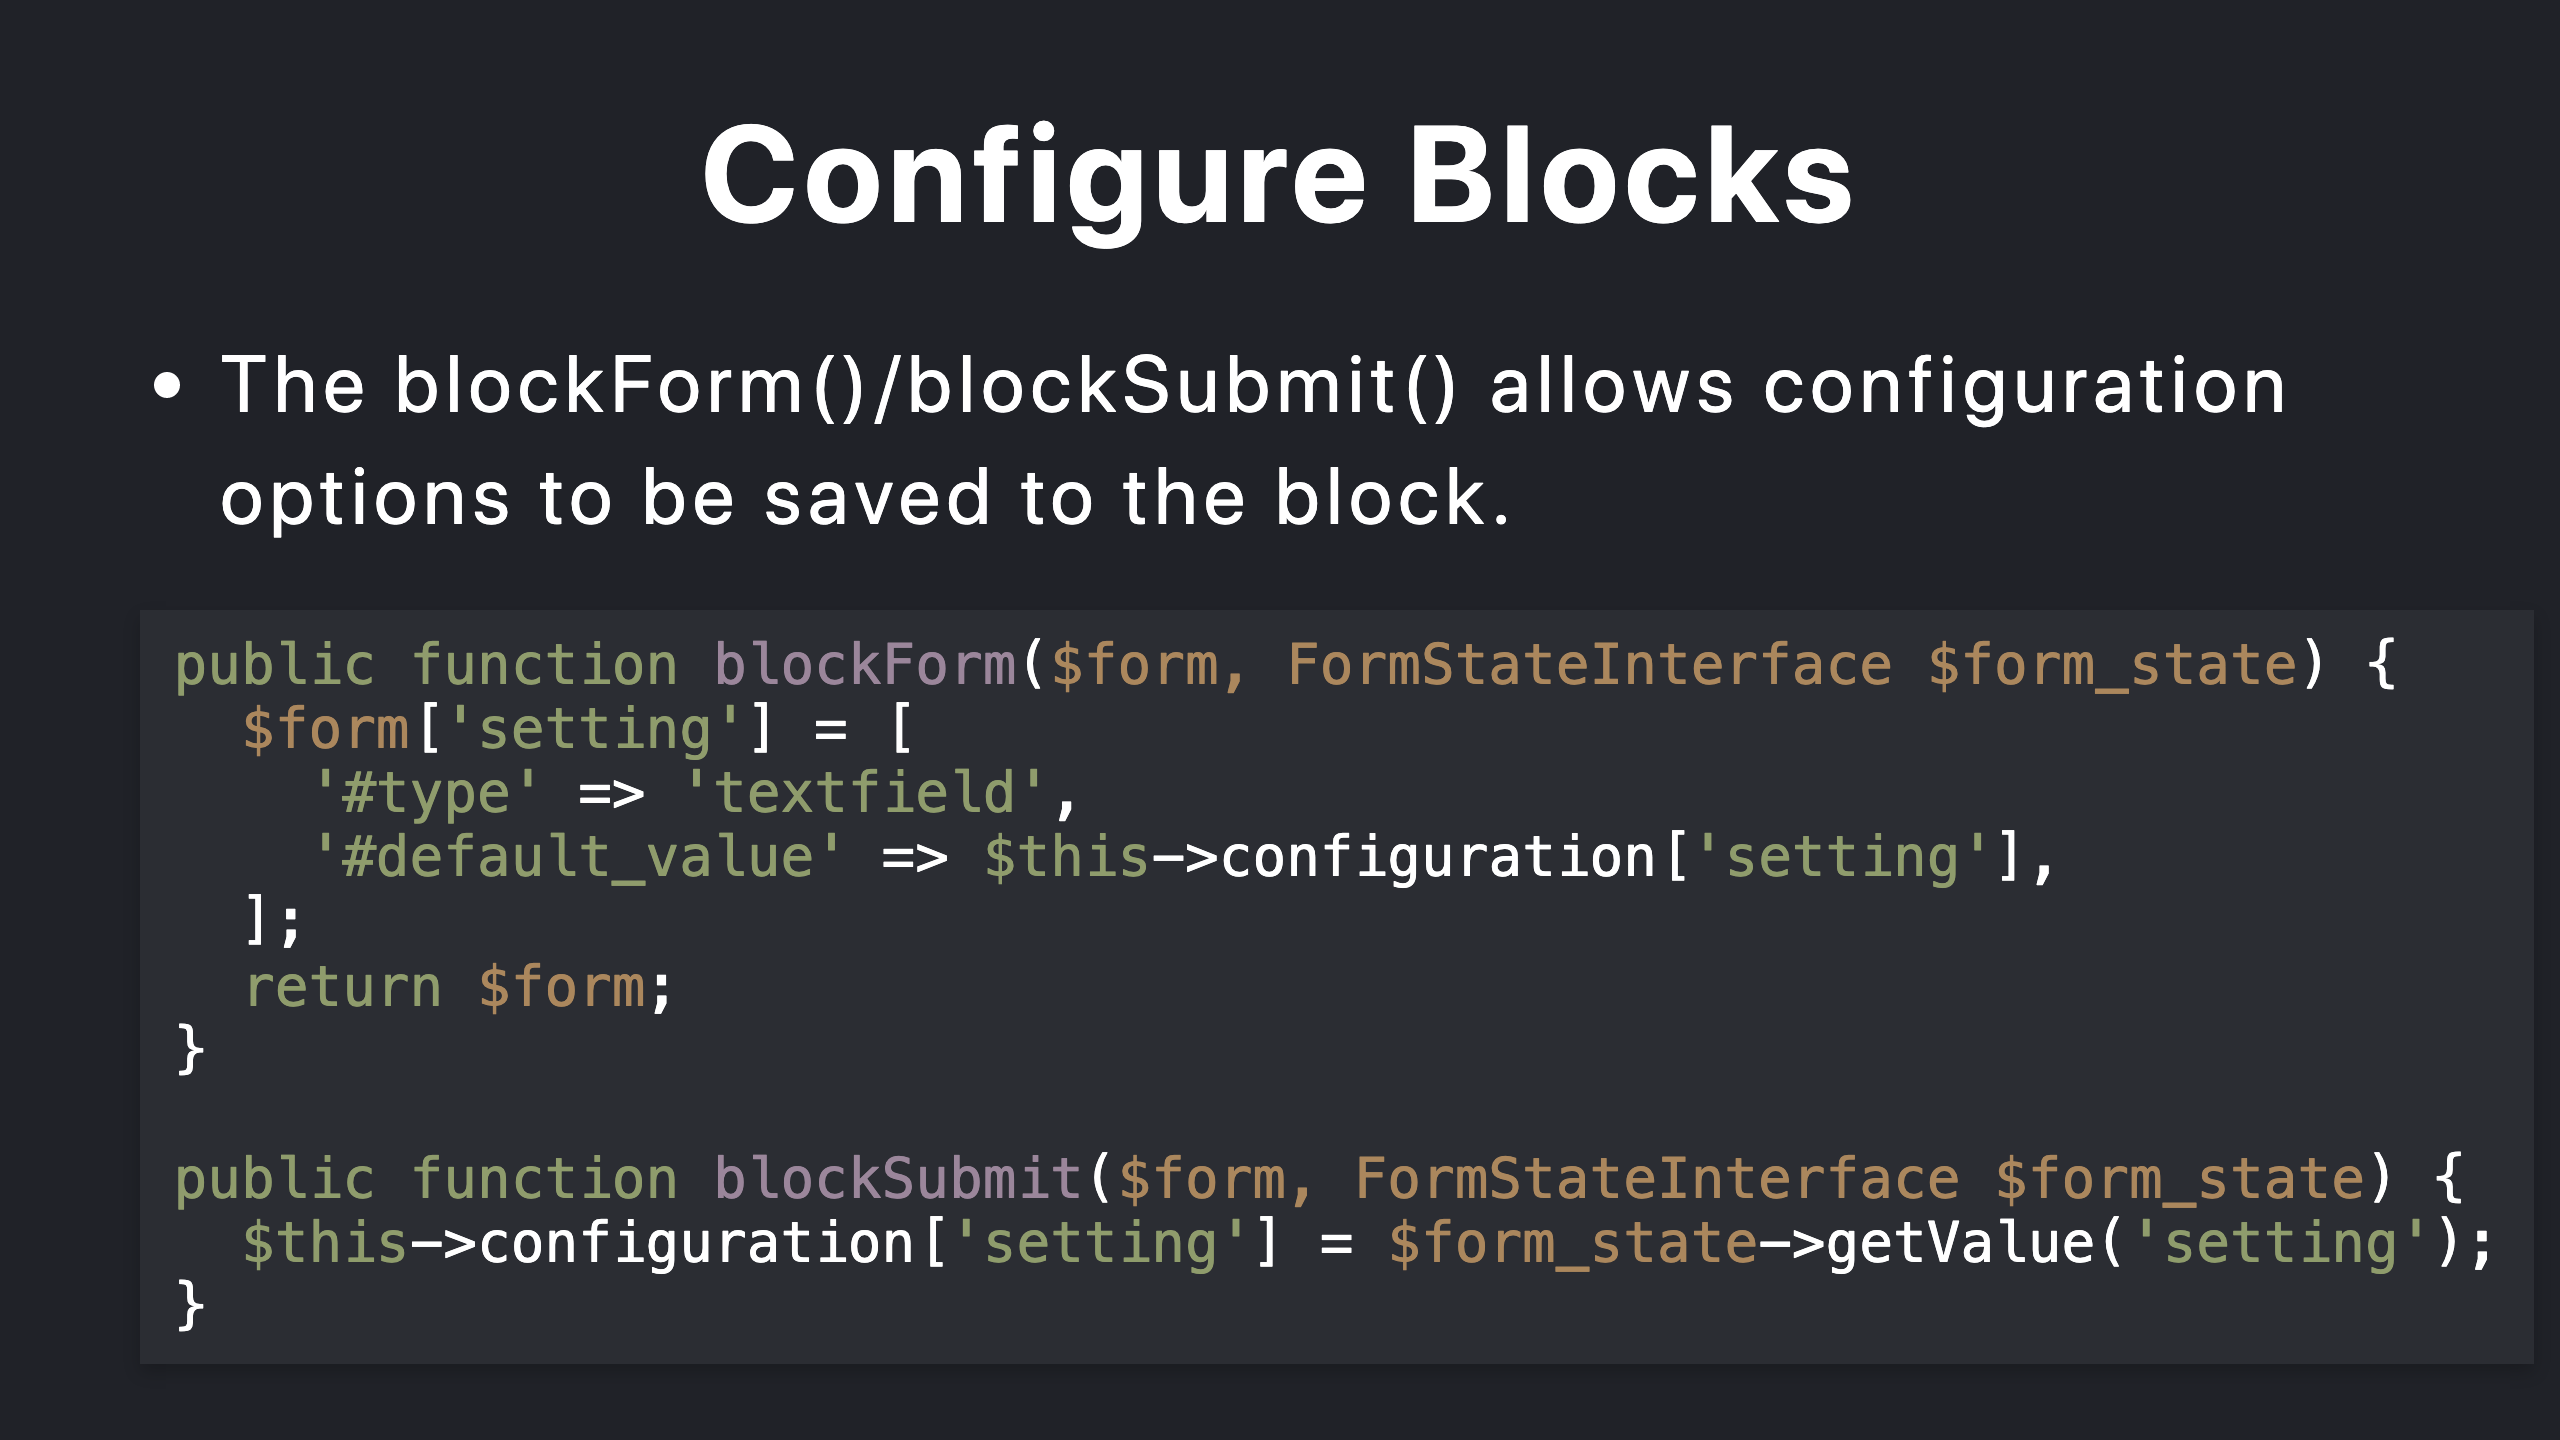 Configure Blocks
• The blockForm()/blockSubmit() allows configuration
options to be saved to the block.
public function blockForm($form, FormStateInterface $form_state) {
  $form['setting'] = [
    '#type' => 'textfield',
    '#default_value' => $this->configuration['setting'],
  ];
  return $form;
}

public function blockSubmit($form, FormStateInterface $form_state) {
  $this->configuration['setting'] = $form_state->getValue('setting');
}